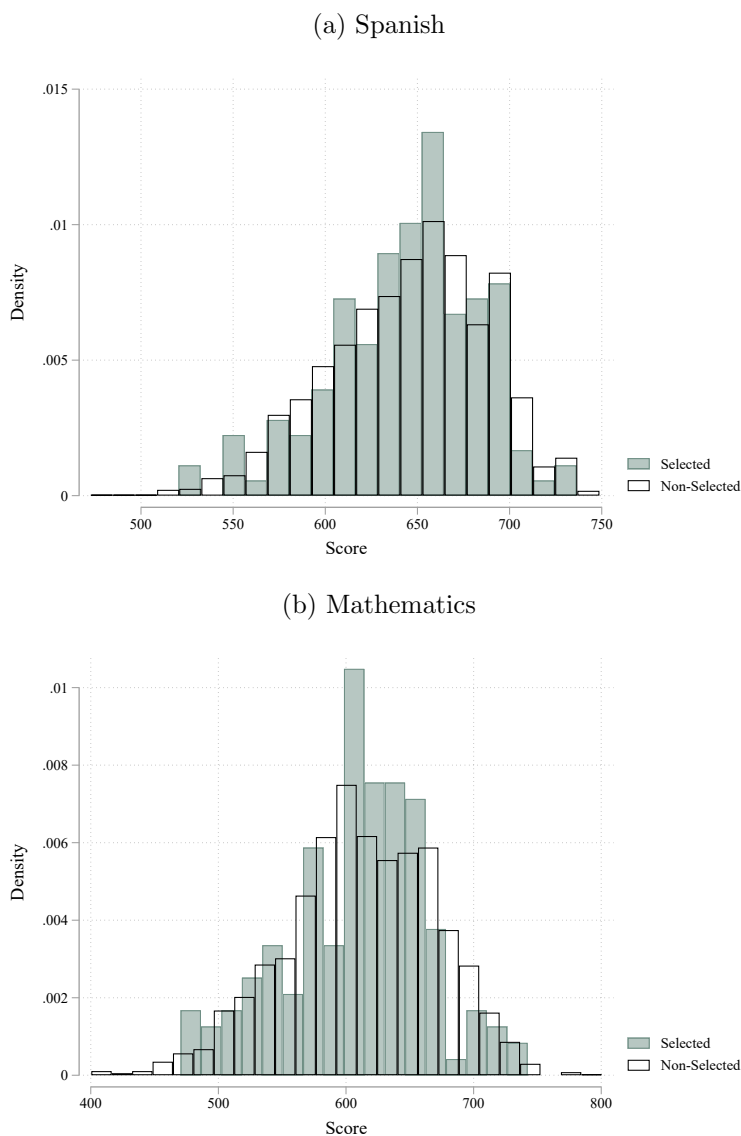 (a) Spanish
.015
.01
.005
0
Density
500 550 600 650 700 750
Score
Selected
Non-Selected
(b) Mathematics
.01
.008
.006
.004
.002
0
Density
400 500 600 700 800
Score
Selected
Non-Selected